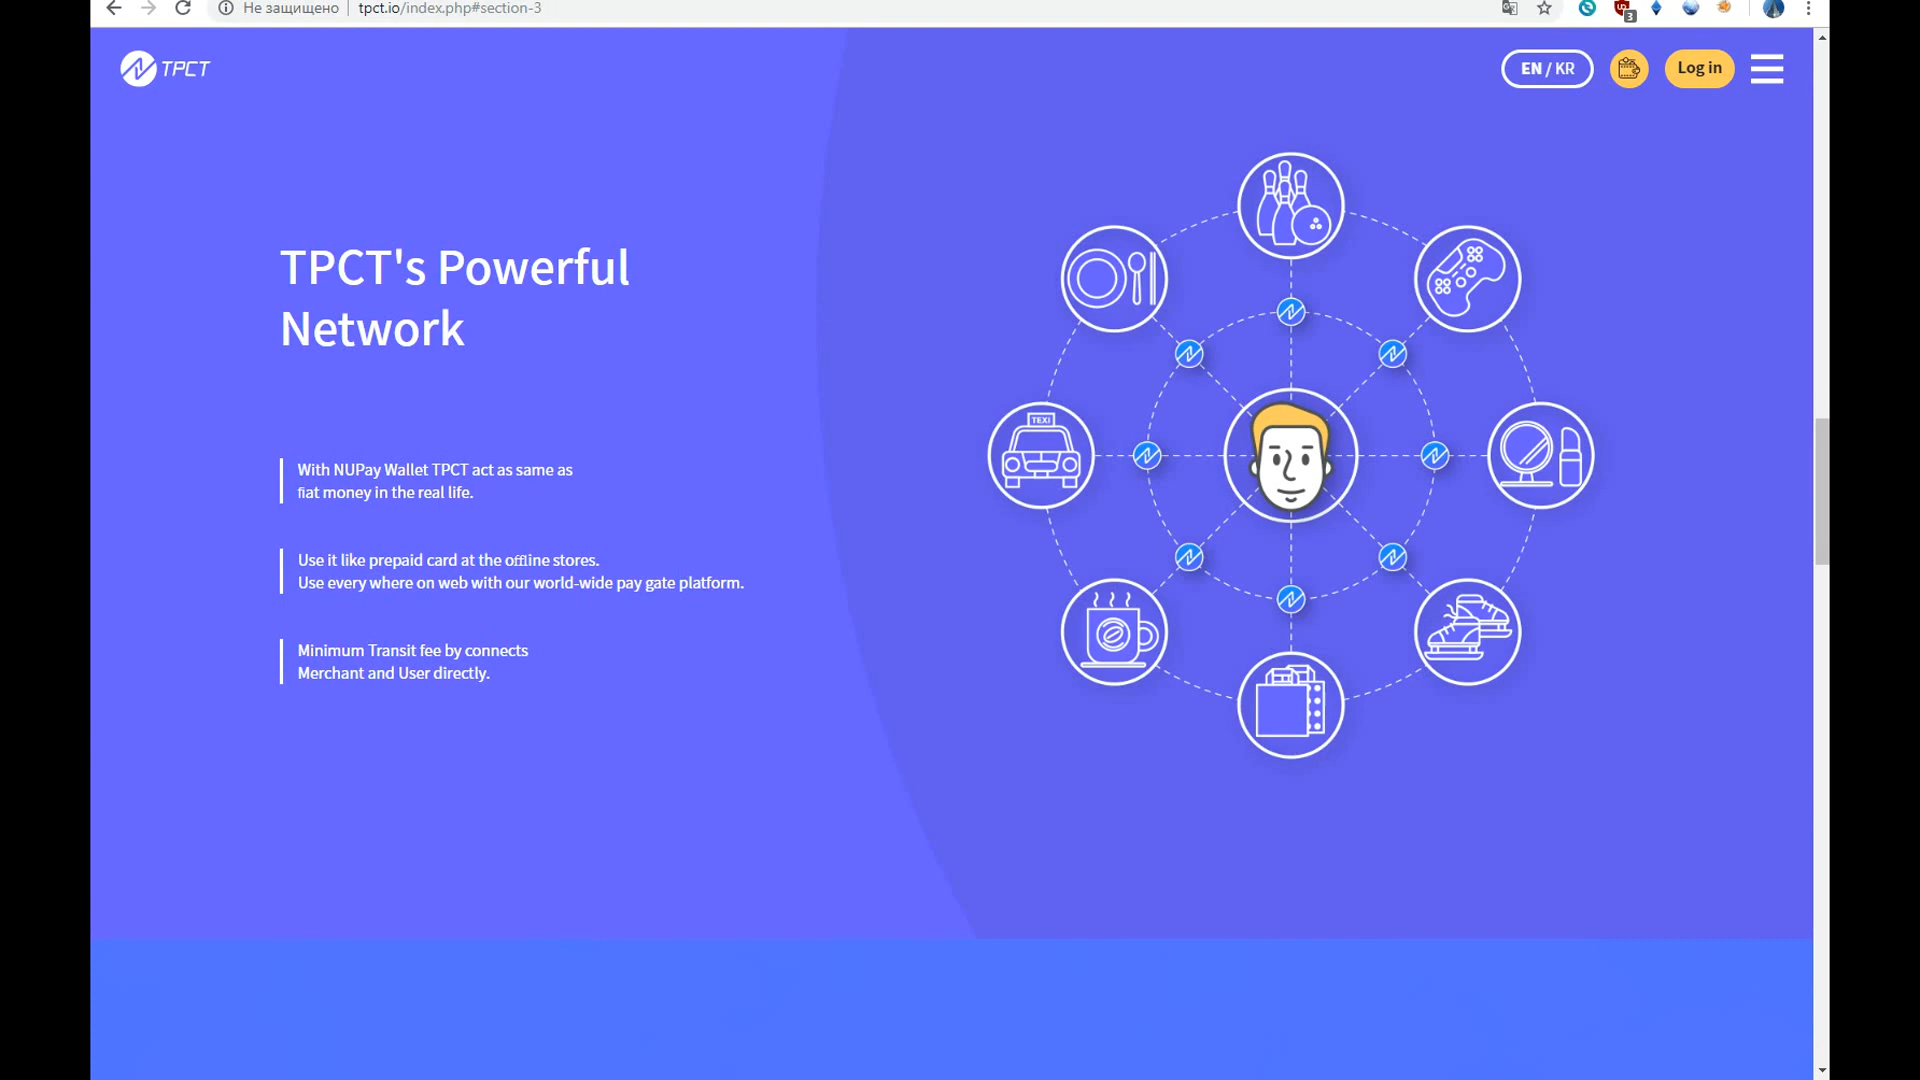 Не защищено
tpct.io/index.php#section-3
3
TPCT
EN / KR
Log in
TPCT's Powerful
Network
With NUPay Wallet TPCT act as same as
fiat money in the real life.
Use it like prepaid card at the offline stores.
Use every where on web with our world-wide pay gate platform.
Minimum Transit fee by connects
Merchant and User directly.
TEXI